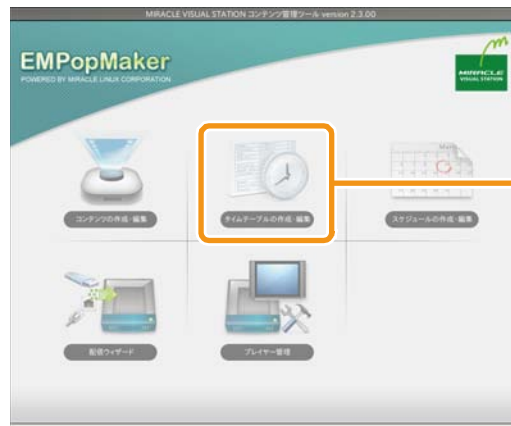 MIRACLE VISUAL STATION コンテンツ管理ツール version 2.3.00
EMPopMaker
POWERED BY MIRACLE LINUX CORPORATION
MIRACLE
VISUAL STATION
コンテンツの作成・編集
タイムテーブルの作成・編集
スケジュールの作成・編集
配信ウィザード
プレイヤー管理